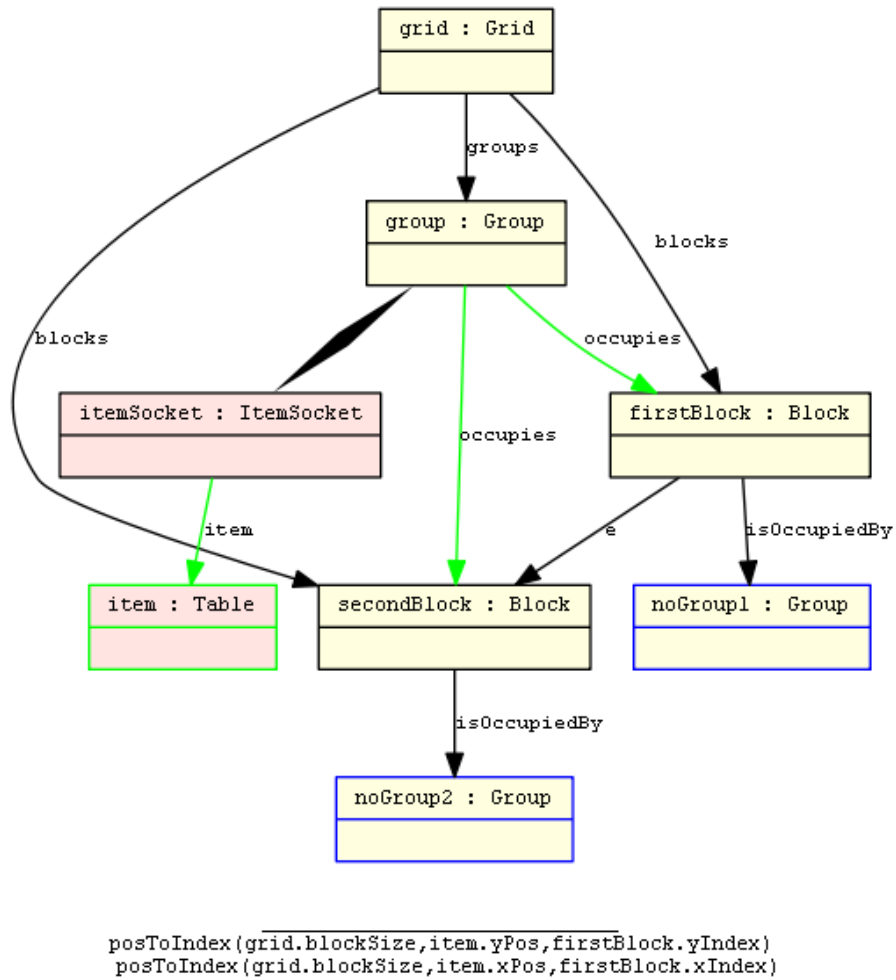 grid : Grid
groups
group : Group
blocks
blocks
occupies
itemSocket : ItemSocket
firstBlock : Block
occupies
item
e
isOccupiedBy
item : Table
secondBlock : Block
noGroup1 : Group
isOccupiedBy
noGroup2 : Group
posToIndex(grid.blockSize,item.yPos,firstBlock.yIndex)
posToIndex(grid.blockSize,item.xPos,firstBlock.xIndex)